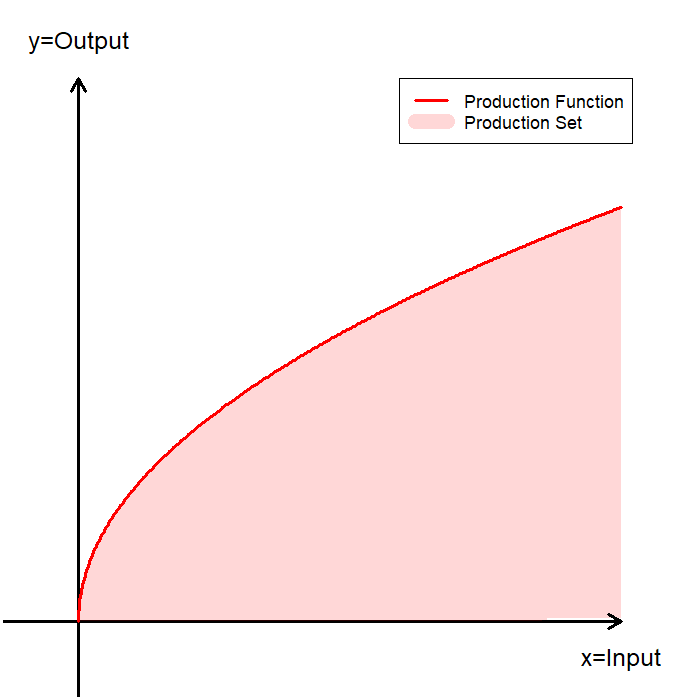 y=Output
Production Function
Production Set
x=Input